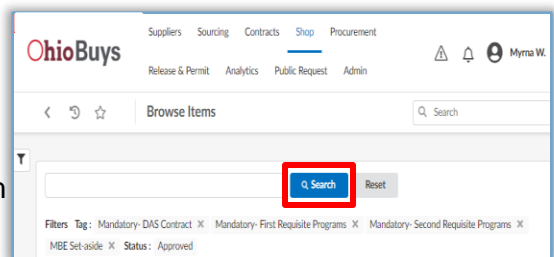 OhioBuys
Suppliers Sourcing Contracts Shop Procurement
Release & Permit Analytics Public Request Admin
Myrna W.
Browse Items
Search
Search Reset
Filters Tag : Mandatory- DAS Contract X Mandatory- First Requisite Programs X Mandatory- Second Requisite Programs X
MBE Set-aside X Status : Approved